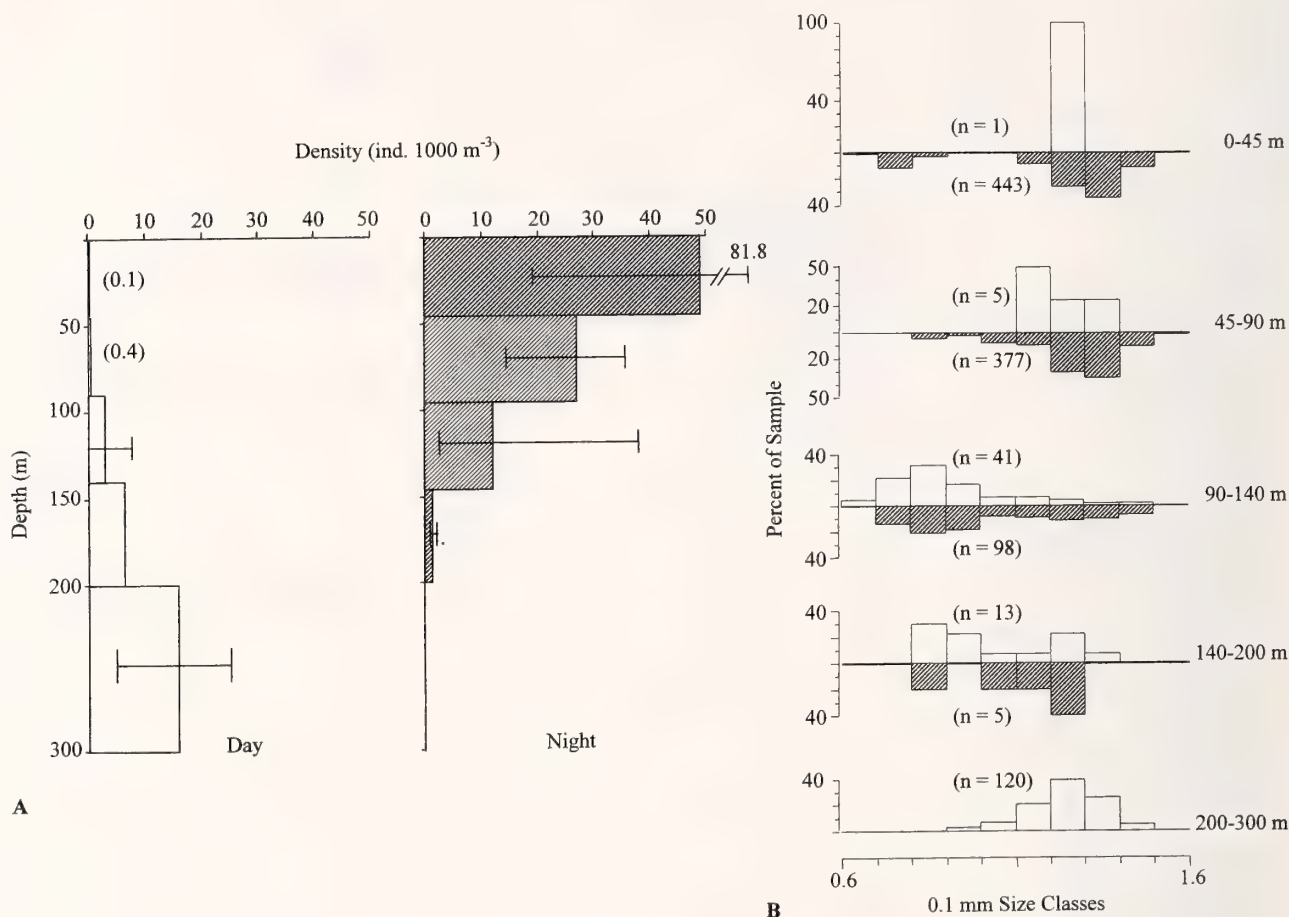 Density (ind. 1000 m⁻³)
0 10 20 30 40 50
0 10 20 30 40 50
81.8
(0.1)
(0.4)
50
100
150
200
300
Depth (m)
Day
Night
A
100
40
40
(n = 1)
(n = 443)
0-45 m
50
20
20
50
(n = 5)
(n = 377)
45-90 m
Percent of Sample
40
40
(n = 41)
(n = 98)
90-140 m
40
40
(n = 13)
(n = 5)
140-200 m
40
(n = 120)
200-300 m
0.6 1.6
0.1 mm Size Classes
B